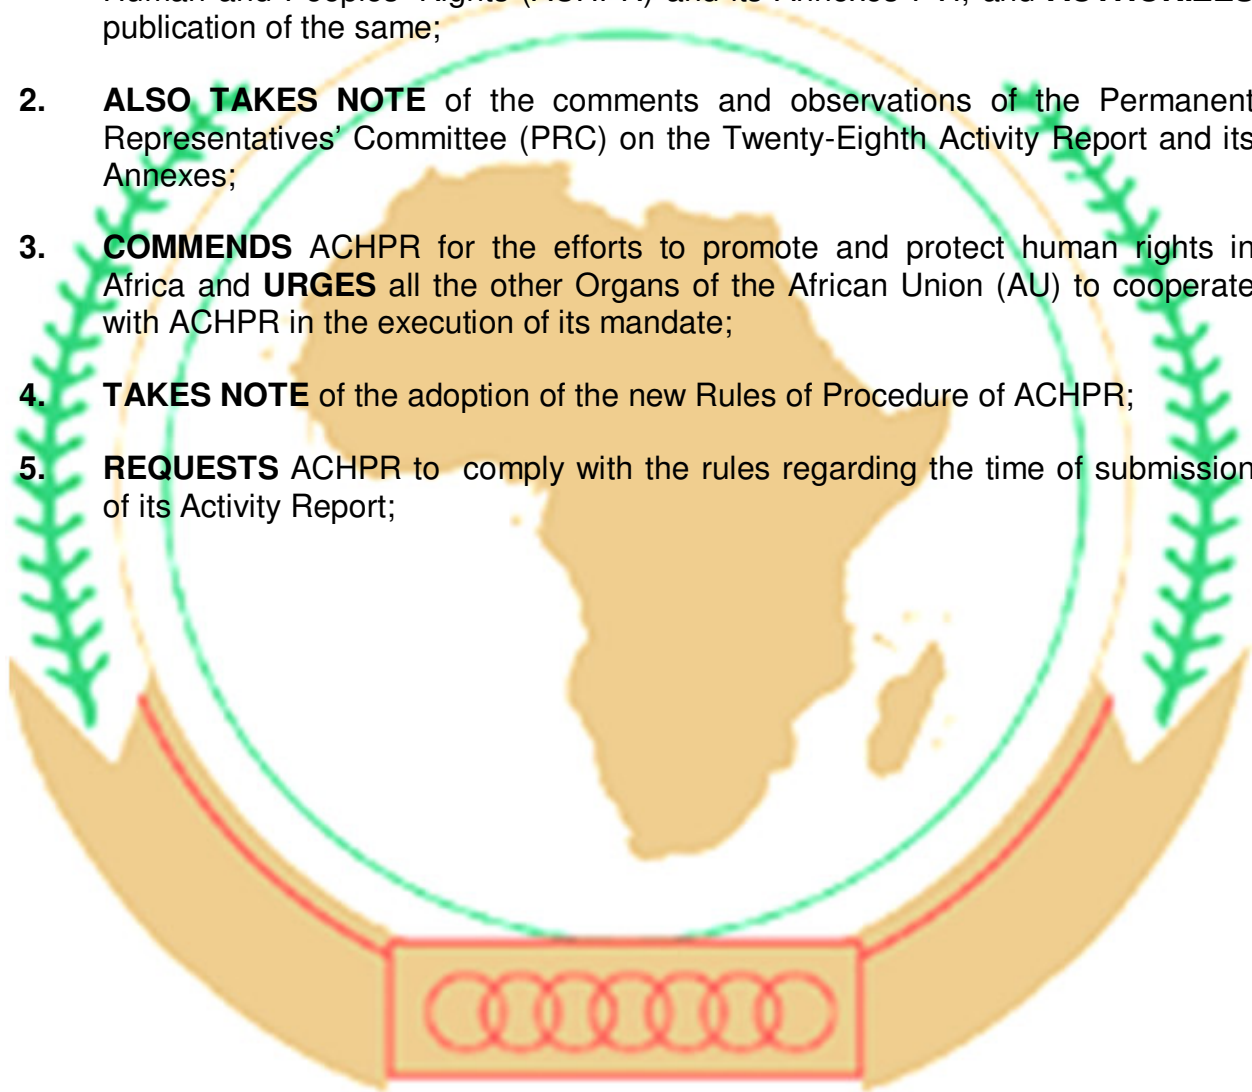 publication of the same;
2. ALSO TAKES NOTE of the comments and observations of the Permanent
Representatives' Committee (PRC) on the Twenty-Eighth Activity Report and its
Annexes;
3. COMMENDS ACHPR for the efforts to promote and protect human rights in
Africa and URGES all the other Organs of the African Union (AU) to cooperate
with ACHPR in the execution of its mandate;
4. TAKES NOTE of the adoption of the new Rules of Procedure of ACHPR;
5. REQUESTS ACHPR to comply with the rules regarding the time of submission
of its Activity Report;